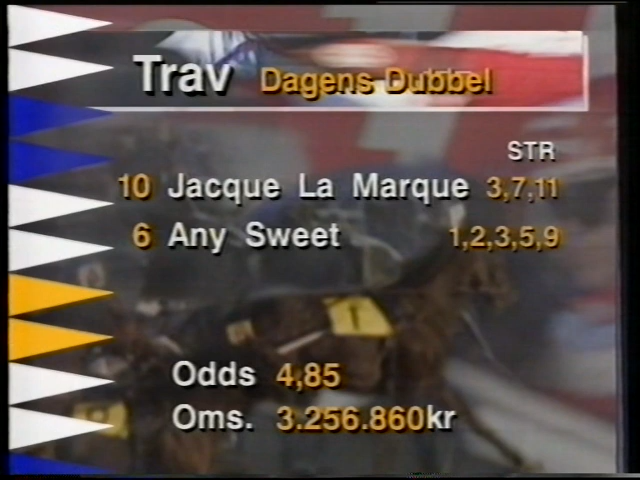 Trav Dagens Dubbel
STR
10 Jacque La Marque 3,7,11
6 Any Sweet 1,2,3,5,9
Odds 4,85
Oms. 3.256.860kr
1